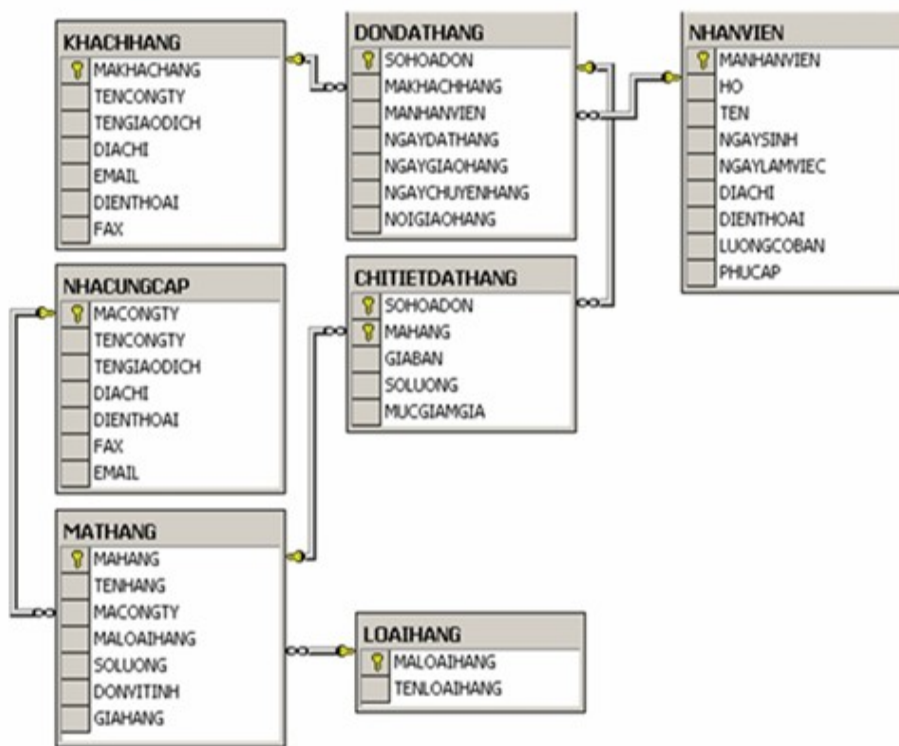 KHACHHANG
MAKHACHANG
TENCONGTY
TENGIAODICH
DIACHI
EMAIL
DIENTHOAI
FAX
DONDATHANG
SOHOADON
MAKHACHHANG
MANHANVIEN
NGAYDATHANG
NGAYGIAOHANG
NGAYCHUYENHANG
NOIGIAOHANG
NHANVIEN
MANHANVIEN
HO
TEN
NGAYSINH
NGAYLAMVIEC
DIACHI
DIENTHOAI
LUONGCOBAN
PHUCAP
NHACUNGCAP
MACONGTY
TENCONGTY
TENGIAODICH
DIACHI
DIENTHOAI
FAX
EMAIL
CHITIETDATHANG
SOHOADON
MAHANG
GIABAN
SOLUONG
MUCGIAMGIA
MATHANG
MAHANG
TENHANG
MACONGTY
MALOAIHANG
SOLUONG
DONVITINH
GIAHANG
LOAIHANG
MALOAIHANG
TENLOAIHANG